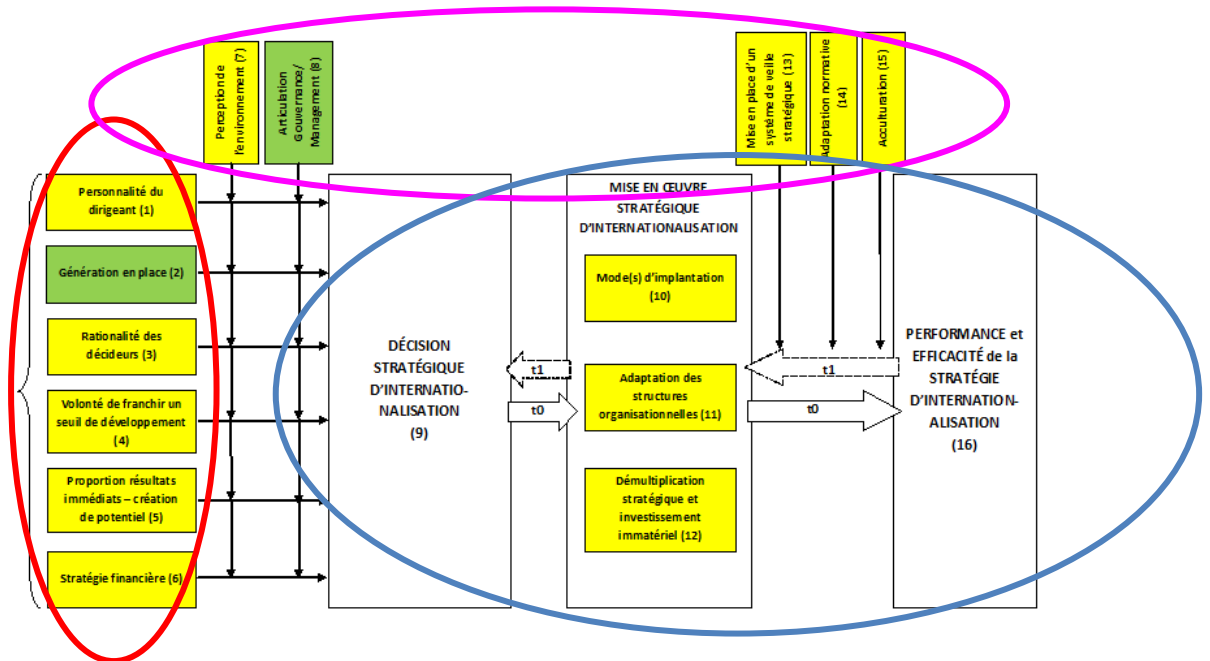 Perception de
l'environnement (7)
Articulation
Gouvernance/
Management (8)
Mise en place d'un
système de veille
stratégique (13)
Adaptation normative
(14)
Acculturation (15)
Personnalité du
dirigeant (1)
Génération en place (2)
Rationalité des
décideurs (3)
Volonté de franchir un
seuil de développement
(4)
Proportion résultats
immédiats – création
de potentiel (5)
Stratégie financière (6)
DÉCISION
STRATÉGIQUE
D'INTERNATIO-
NALISATION
(9)
t1
t0
MISE EN ŒUVRE
STRATÉGIQUE
D'INTERNATIONALISATION
Mode(s) d'implantation
(10)
Adaptation des
structures
organisationnelles (11)
Démultiplication
stratégique et
investissement
immatériel (12)
t1
t0
PERFORMANCE et
EFFICACITÉ de la
STRATÉGIE
D'INTERNATION-
ALISATION
(16)